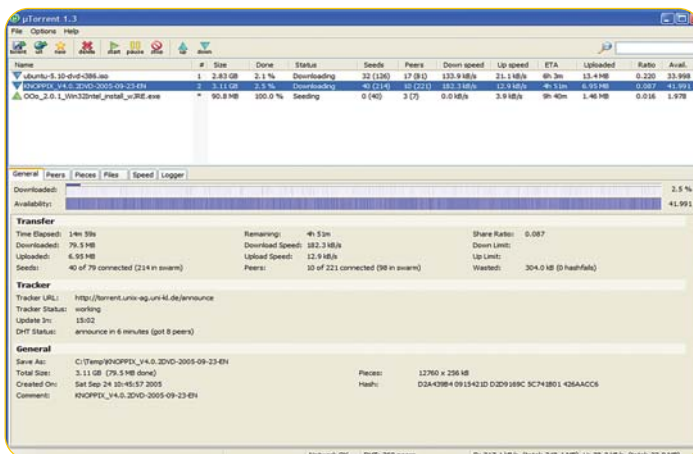 µTorrent 1.3
File Options Help
Name # Size Done Status Seeds Peers Down speed Up speed ETA Uploaded Ratio Avail.
ubuntu-5.10-dvd-i386.iso 1 2.83 GB 2.1 % Downloading 32 (126) 17 (81) 133.9 kB/s 21.1 kB/s 6h 3m 13.4 MB 0.220 33.998
KNOPPIX_V4.0.2DVD-2005-09-23-EN 2 3.11 GB 2.5 % Downloading 40 (214) 10 (221) 182.3 kB/s 12.9 kB/s 4h 51m 6.95 MB 0.087 41.991
OOo_2.0.1_Win32Intel_install_wJRE.exe * 90.8 MB 100.0 % Seeding 0 (40) 3 (7) 0.0 kB/s 3.9 kB/s 9h 40m 1.46 MB 0.016 1.978
General Peers Pieces Files Speed Logger
Downloaded: 2.5 %
Availability: 41.991
Transfer
Time Elapsed: 14m 59s Remaining: 4h 51m Share Ratio: 0.087
Downloaded: 79.5 MB Download Speed: 182.3 kB/s Down Limit:
Uploaded: 6.95 MB Upload Speed: 12.9 kB/s Up Limit:
Seeds: 40 of 79 connected (214 in swarm) Peers: 10 of 221 connected (98 in swarm) Wasted: 304.0 kB (0 hashfails)
Tracker
Tracker URL: http://torrent.unix-ag.uni-kl.de/announce
Tracker Status: working
Update In: 15:02
DHT Status: announce in 6 minutes (got 8 peers)
General
Save As: C:\Temp\KNOPPIX_V4.0.2DVD-2005-09-23-EN
Total Size: 3.11 GB (79.5 MB done) Pieces: 12760 x 256 kB
Created On: Sat Sep 24 10:45:57 2005 Hash: D2A439B4 0915421D D2D9169C 5C741B01 426AACC6
Comment: KNOPPIX_V4.0.2DVD-2005-09-23-EN